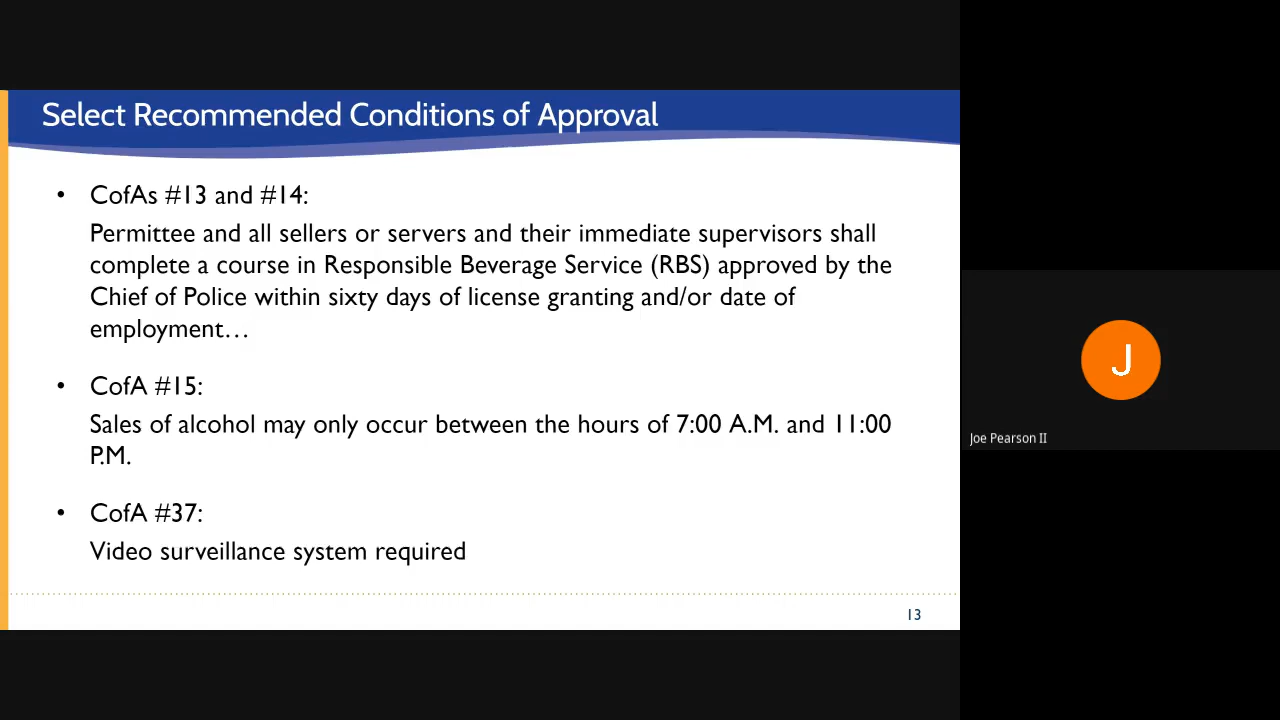 Select Recommended Conditions of Approval
• CofAs #13 and #14:
Permittee and all sellers or servers and their immediate supervisors shall
complete a course in Responsible Beverage Service (RBS) approved by the
Chief of Police within sixty days of license granting and/or date of
employment…
• CofA #15:
Sales of alcohol may only occur between the hours of 7:00 A.M. and 11:00
P.M.
• CofA #37:
Video surveillance system required
13
J
Joe Pearson II